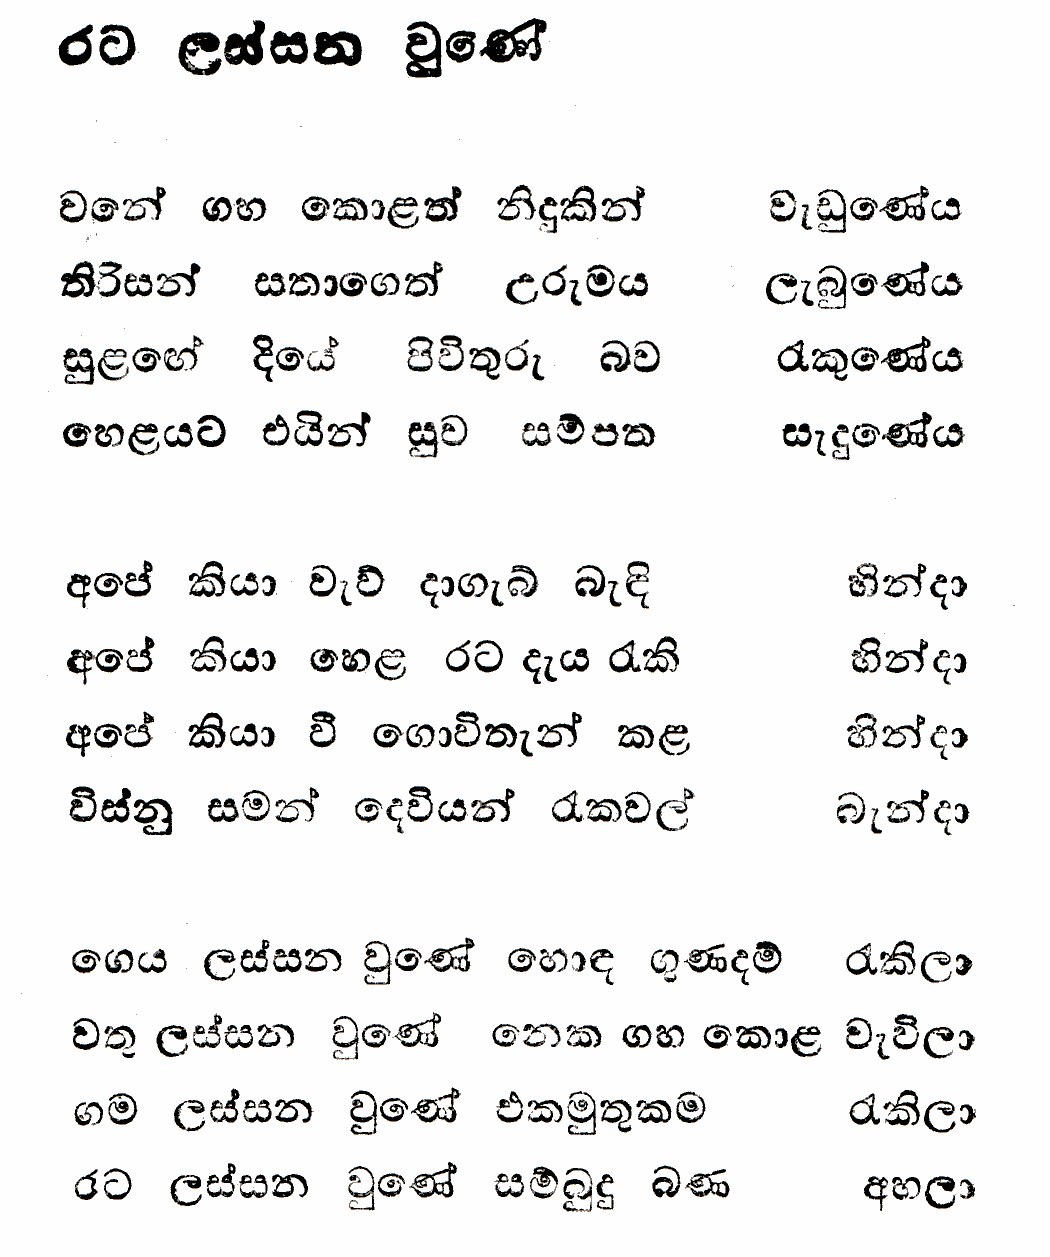 රට ලස්සන වුණේ
වනේ ගහ කොළත් නිදුකින් වැඩුණේය
තිරිසන් සතාගෙත් උරුමය ලැබුණේය
සුළඟේ දියේ පිවිතුරු බව රැකුණේය
හෙළයට එයින් සුව සම්පත සැදුණේය
අපේ කියා වැව් දාගැබ් බැඳි හින්දා
අපේ කියා හෙළ රට දැය රැකි හින්දා
අපේ කියා වී ගොවිතැන් කළ හින්දා
විස්නු සමන් දෙවියන් රැකවල් බැන්දා
ගෙය ලස්සන වුණේ හොඳ ගුණදම් රැකිලා
වතු ලස්සන වුණේ නෙක ගහ කොළ වැවිලා
ගම ලස්සන වුණේ එකමුතුකම රැකිලා
රට ලස්සන වුණේ සම්බුදු බණ අහලා